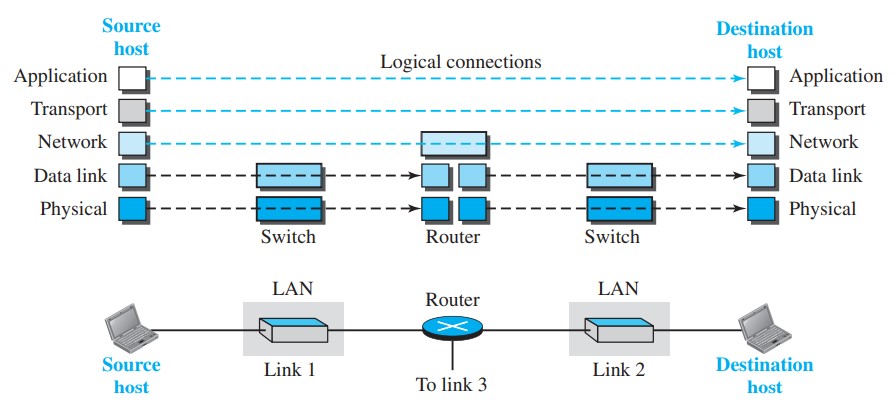 Source
host
Destination
host
Logical connections
Application
Application
Transport
Transport
Network
Network
Data link
Data link
Physical
Physical
Switch
Router
Switch
LAN
Router
LAN
Source
host
Link 1
To link 3
Link 2
Destination
host